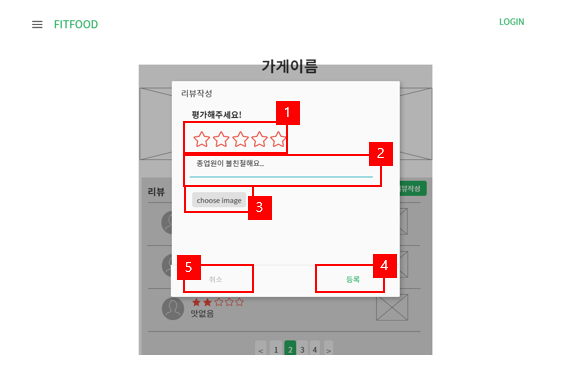 FITFOOD
LOGIN
가게이름
리뷰작성
평가해주세요!
1
종업원이 불친절해요...
2
리뷰
리뷰작성
choose image
3
5
취소
4
등록
맛없음
< 1 2 3 4 >